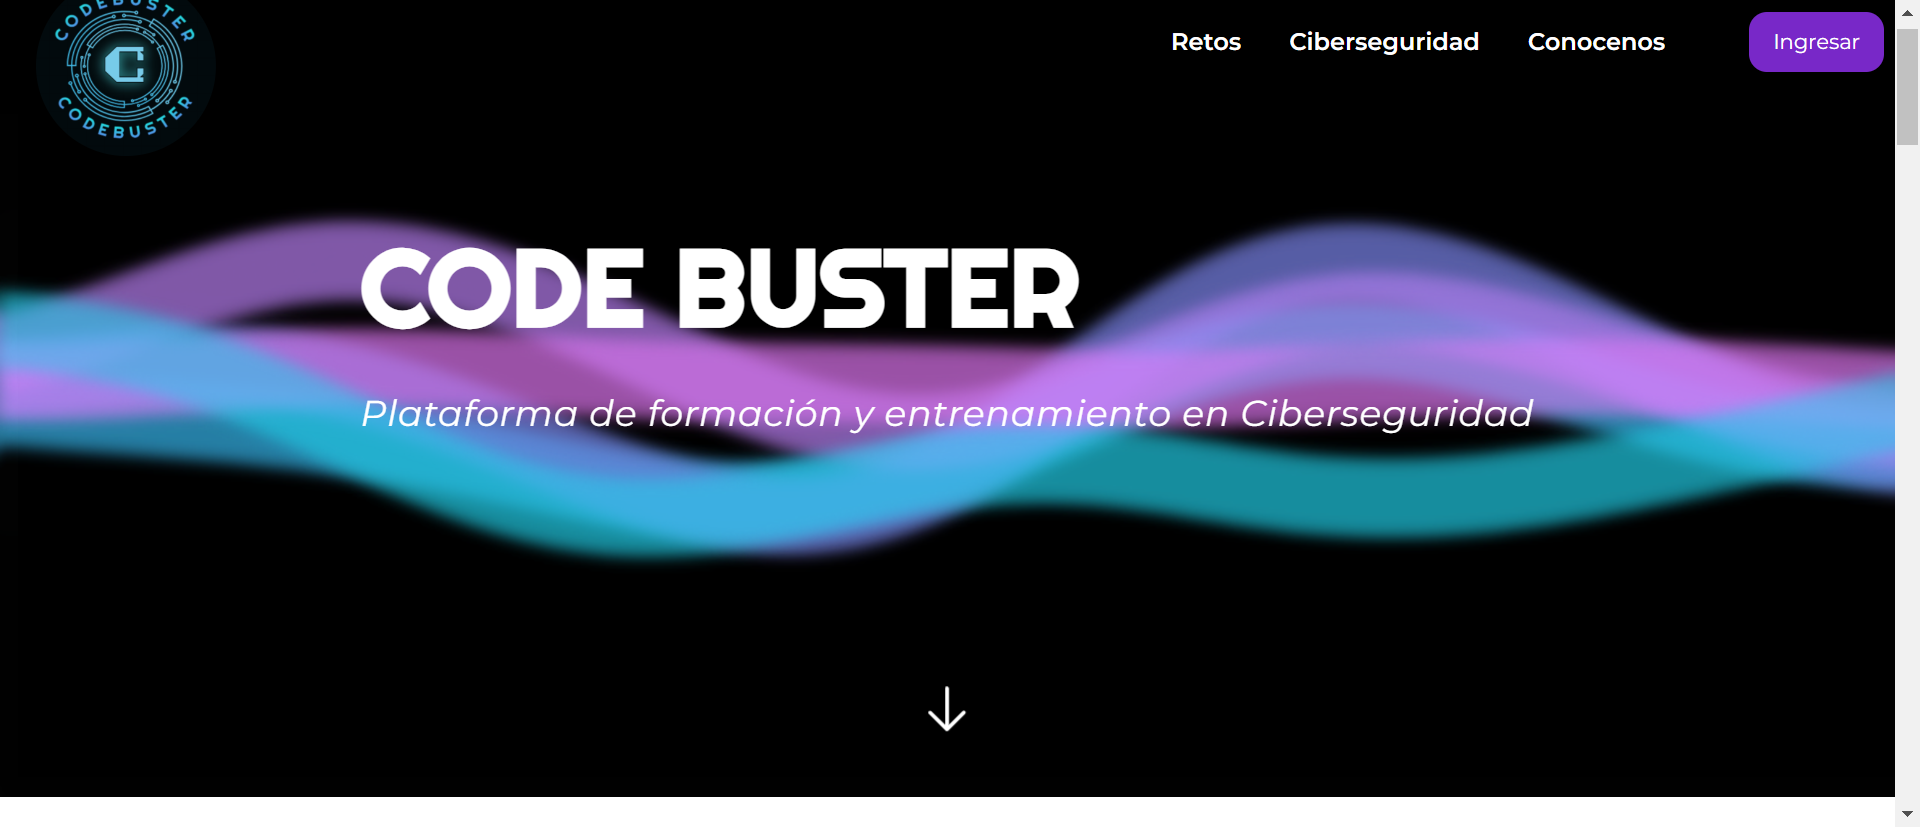 CODEBUSTER
C
CODEBUSTER
Retos Ciberseguridad Conocenos Ingresar
CODE BUSTER
Plataforma de formación y entrenamiento en Ciberseguridad